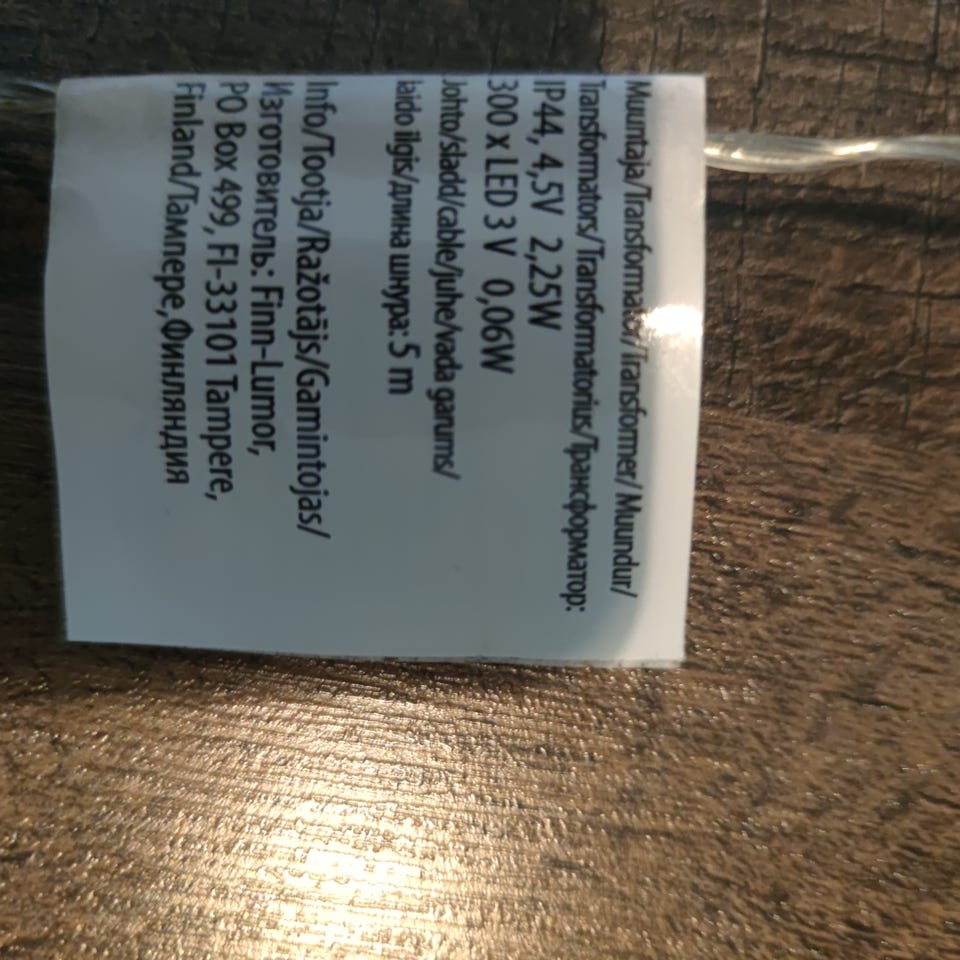 Muuntaja/Transformator/Transformer/ Muundur/
Transformators/Transformatorius/Трансформатор:
IP44, 4,5V 2,25W
300 x LED 3 V 0,06W
Johto/sladd/cable/juhe/vada garums/
laido ilgis/длина шнура: 5 m
Info/Tootja/Ražotājs/Gamintojas/
Изготовитель: Finn-Lumor,
PO Box 499, FI-33101 Tampere,
Finland/Тампере,Финляндия